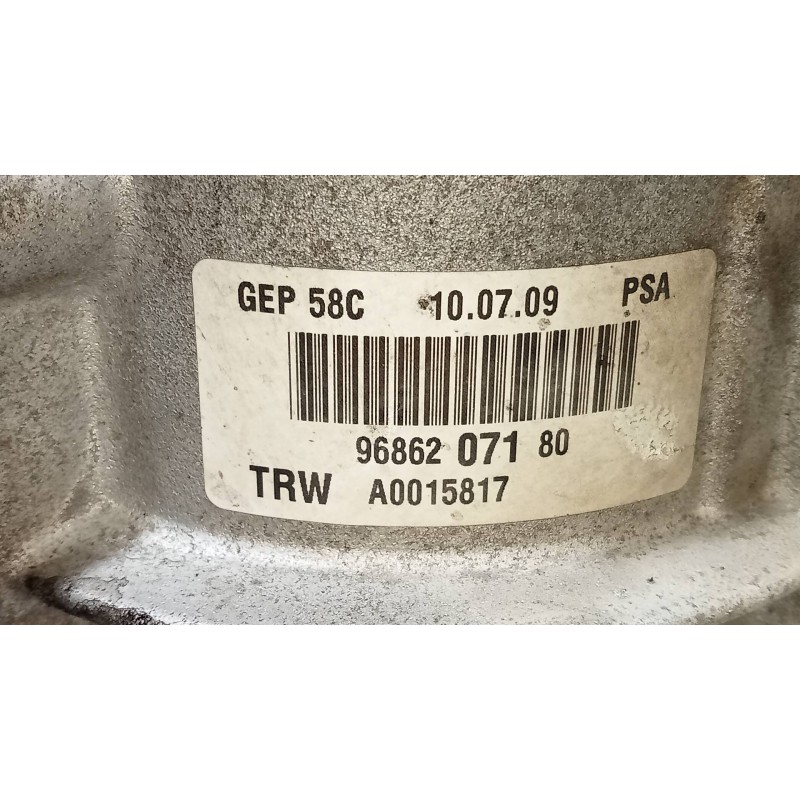 GEP 58C 10.07.09 PSA
96862 071 80
TRW A0015817